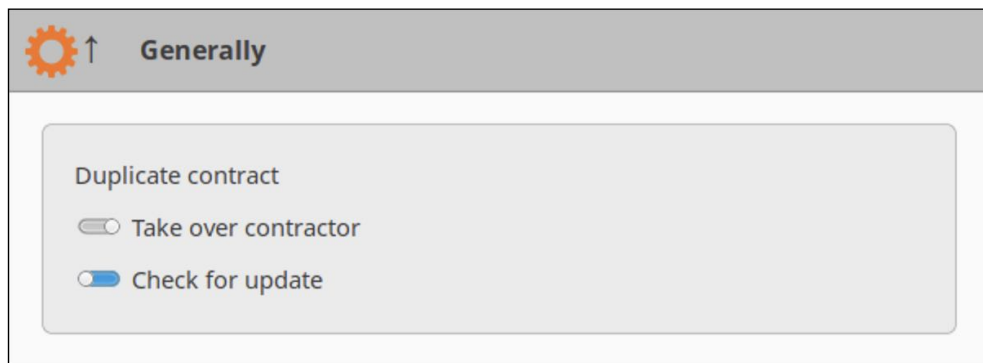 Generally
Duplicate contract
Take over contractor
Check for update